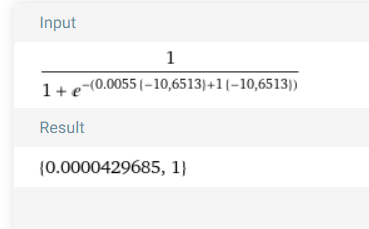 Input
1
1 + e^-(0.0055 {-10,6513}+1 {-10,6513})
Result
{0.0000429685, 1}